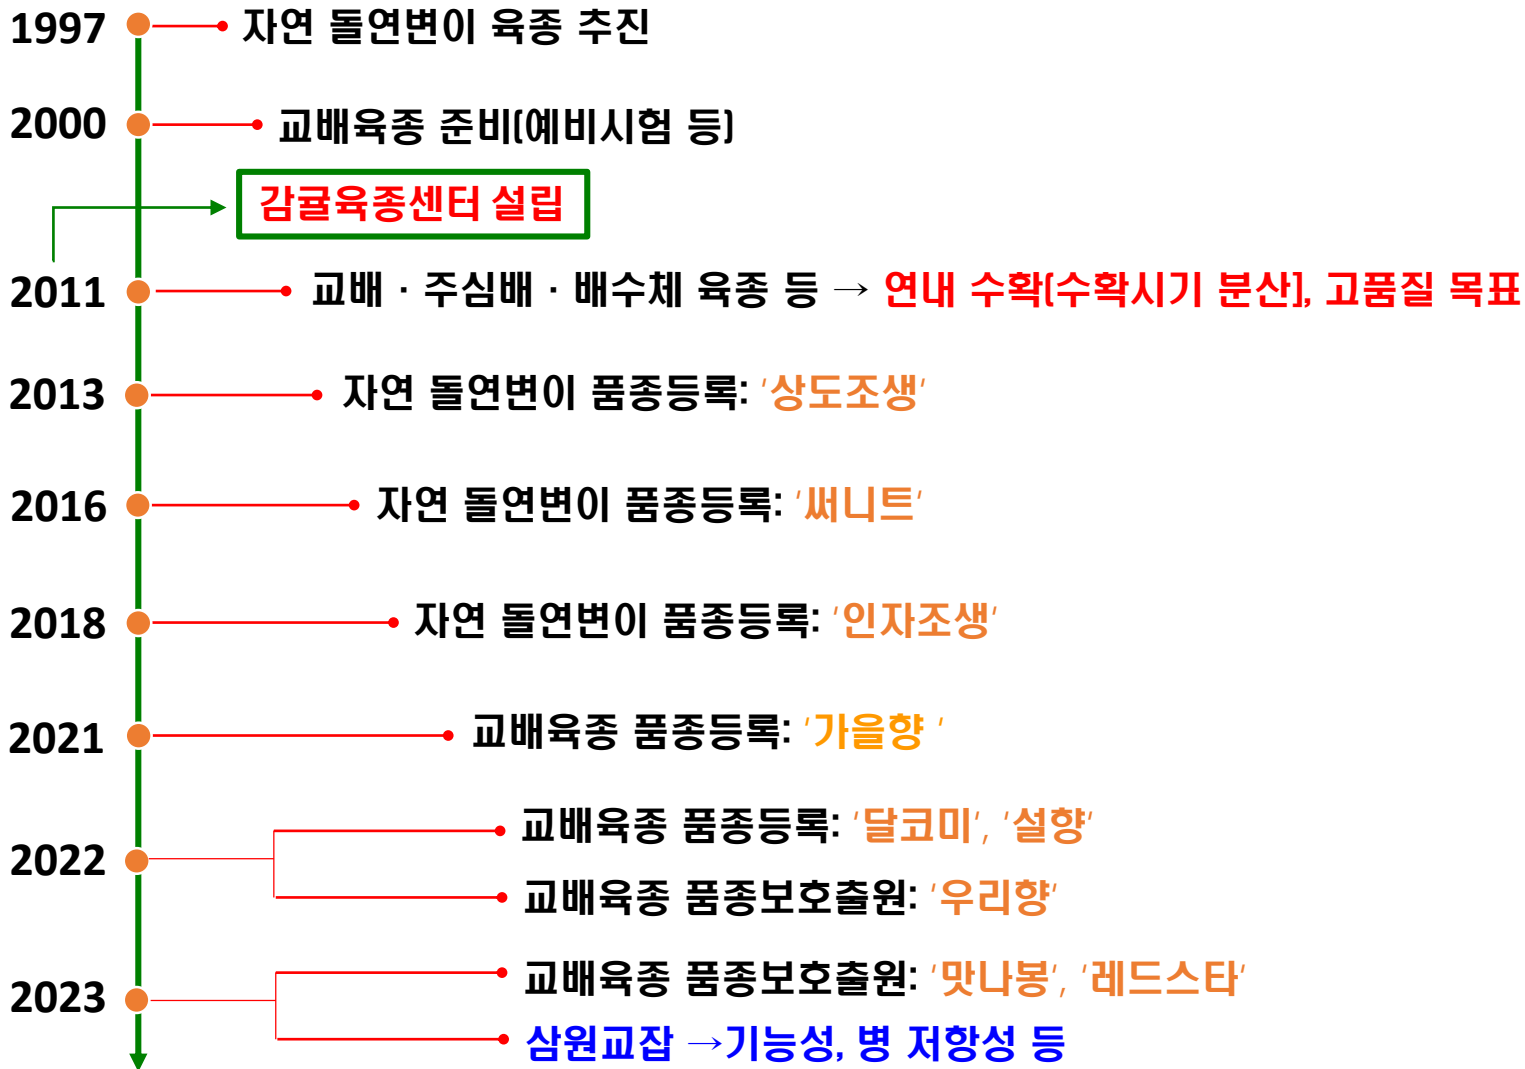 1997 자연 돌연변이 육종 추진
2000 교배육종 준비(예비시험 등)
감귤육종센터 설립
2011 교배 · 주심배 · 배수체 육종 등 → 연내 수확(수확시기 분산), 고품질 목표
2013 자연 돌연변이 품종등록: '상도조생'
2016 자연 돌연변이 품종등록: '써니트'
2018 자연 돌연변이 품종등록: '인자조생'
2021 교배육종 품종등록: '가을향 '
2022 교배육종 품종등록: '달코미', '설향'
교배육종 품종보호출원: '우리향'
2023 교배육종 품종보호출원: '맛나봉', '레드스타'
삼원교잡 →기능성, 병 저항성 등